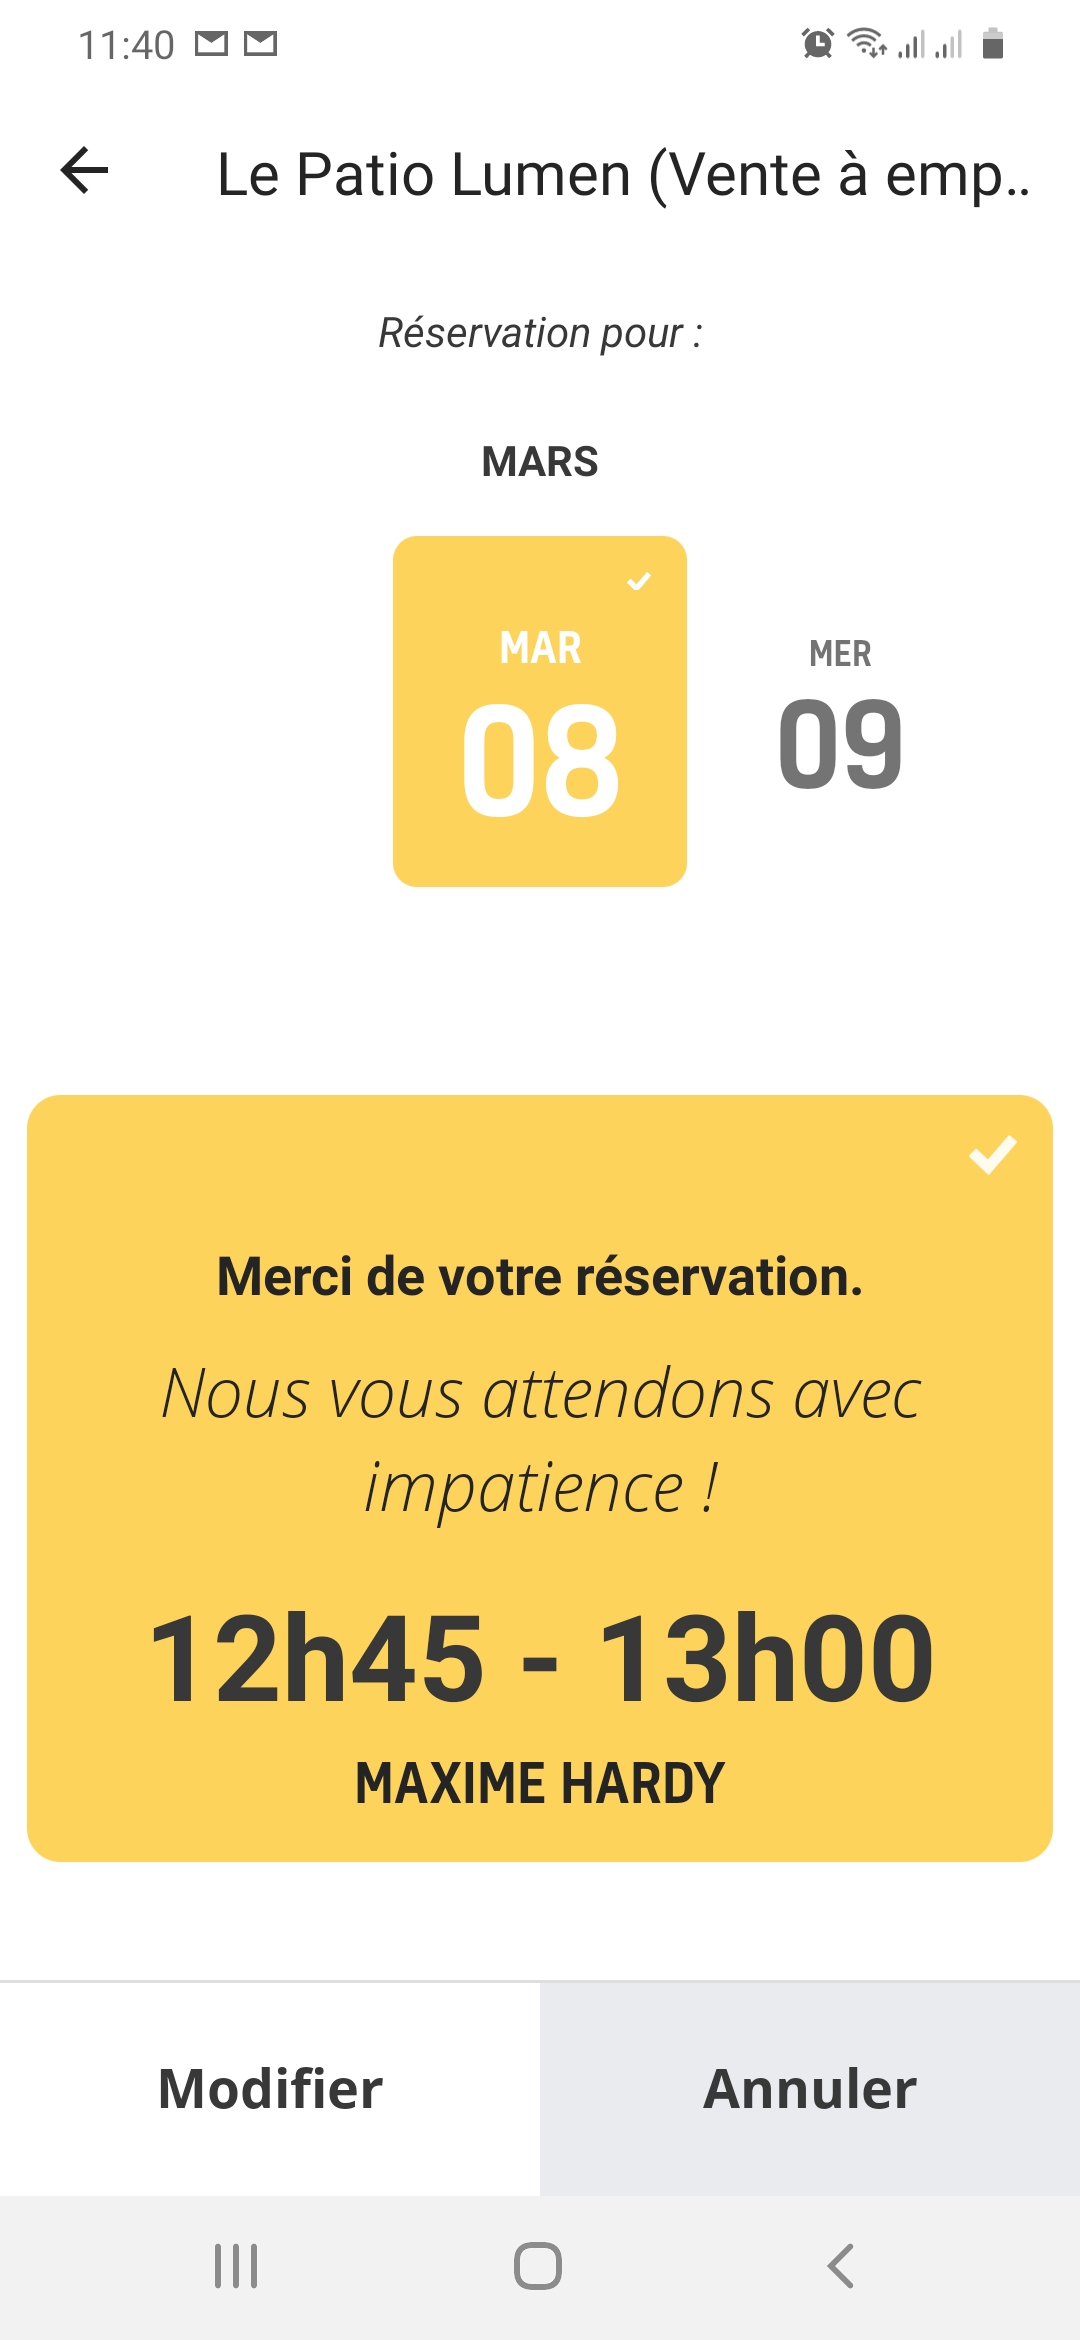 11:40
Le Patio Lumen (Vente à emp..
Réservation pour :
MARS
MAR
08
MER
09
Merci de votre réservation.
Nous vous attendons avec
impatience !
12h45 - 13h00
MAXIME HARDY
Modifier
Annuler